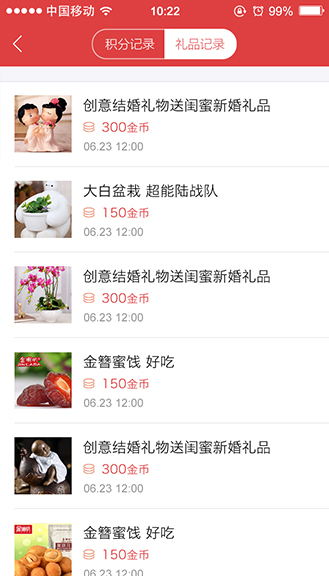 中国移动 10:22 99%
积分记录 礼品记录
创意结婚礼物送闺蜜新婚礼品
300金币
06.23 12:00
大白盆栽 超能陆战队
150金币
06.23 12:00
创意结婚礼物送闺蜜新婚礼品
300金币
06.23 12:00
金簪蜜饯 好吃
150金币
06.23 12:00
创意结婚礼物送闺蜜新婚礼品
300金币
06.23 12:00
金簪蜜饯 好吃
150金币